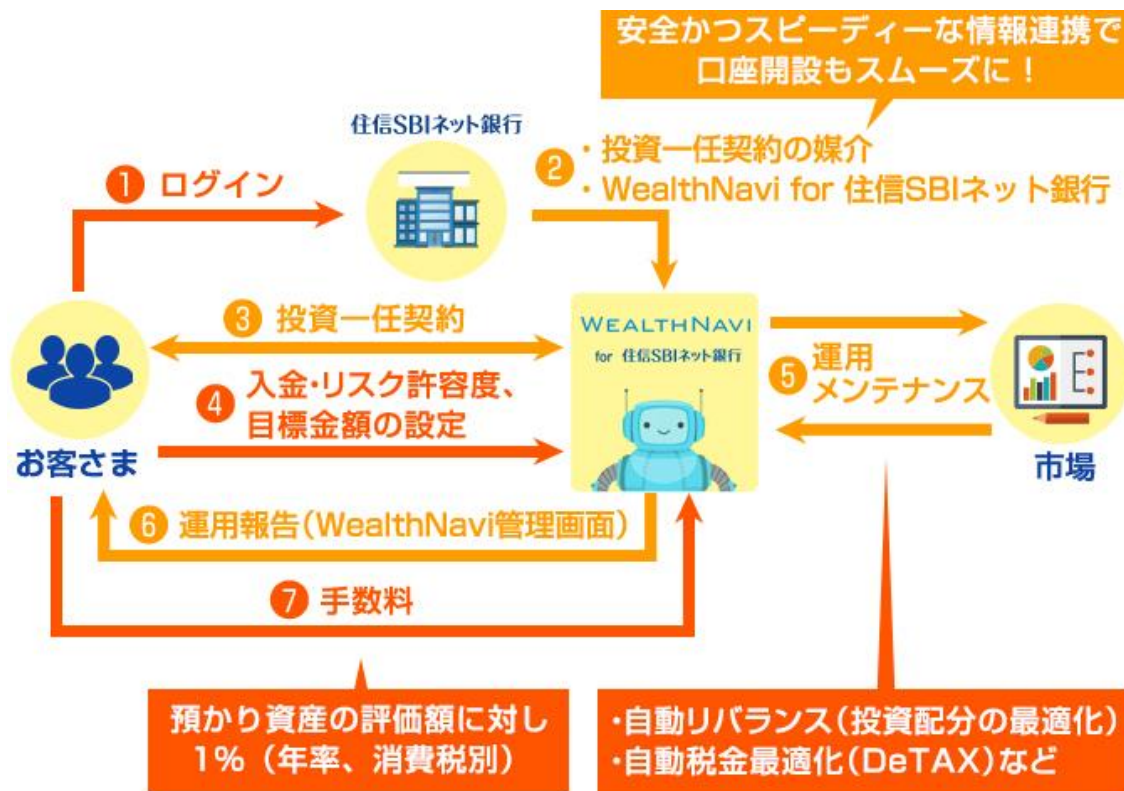 安全かつスピーディーな情報連携で
口座開設もスムーズに！
住信SBIネット銀行
❶ ログイン
❷ ・投資一任契約の媒介
・WealthNavi for 住信SBIネット銀行
❸ 投資一任契約
WEALTHNAVI
for 住信SBIネット銀行
❹ 入金・リスク許容度、
目標金額の設定
❺ 運用
メンテナンス
お客さま
市場
❻ 運用報告（WealthNavi管理画面）
❼ 手数料
預かり資産の評価額に対し
1%（年率、消費税別）
・自動リバランス（投資配分の最適化）
・自動税金最適化（DeTAX）など